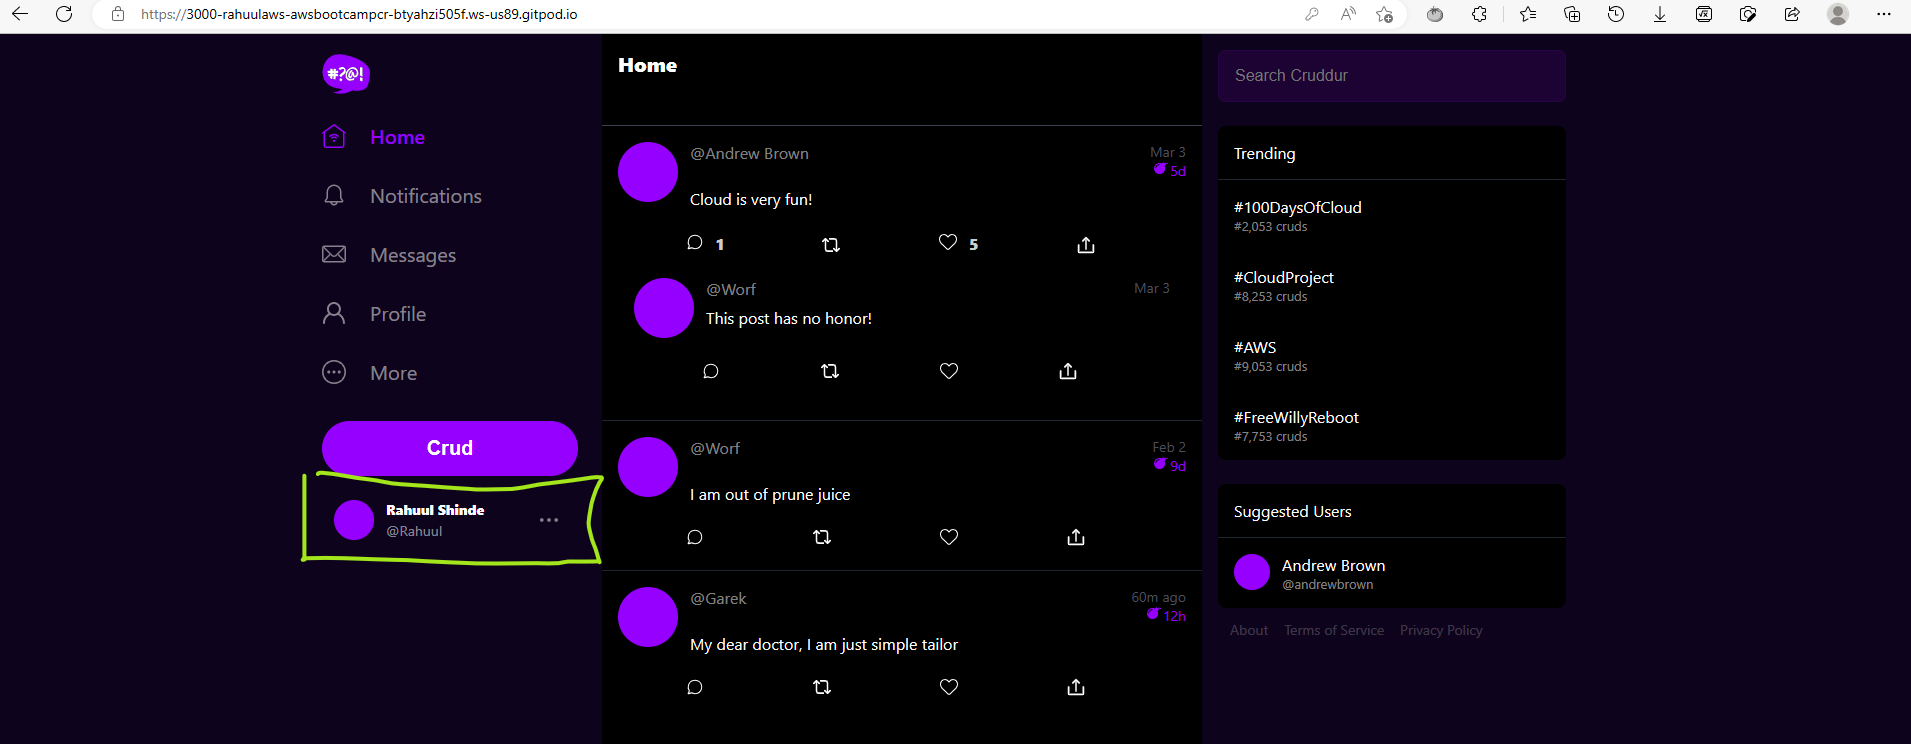 https://3000-rahuulaws-awsbootcampcr-btyahzi505f.ws-us89.gitpod.io
#?@!
Home
Notifications
Messages
Profile
More
Crud
Rahuul Shinde
@Rahuul
Home
@Andrew Brown
Mar 3
5d
Cloud is very fun!
1
5
@Worf
Mar 3
This post has no honor!
@Worf
Feb 2
9d
I am out of prune juice
@Garek
60m ago
12h
My dear doctor, I am just simple tailor
Search Cruddur
Trending
#100DaysOfCloud
#2,053 cruds
#CloudProject
#8,253 cruds
#AWS
#9,053 cruds
#FreeWillyReboot
#7,753 cruds
Suggested Users
Andrew Brown
@andrewbrown
About Terms of Service Privacy Policy